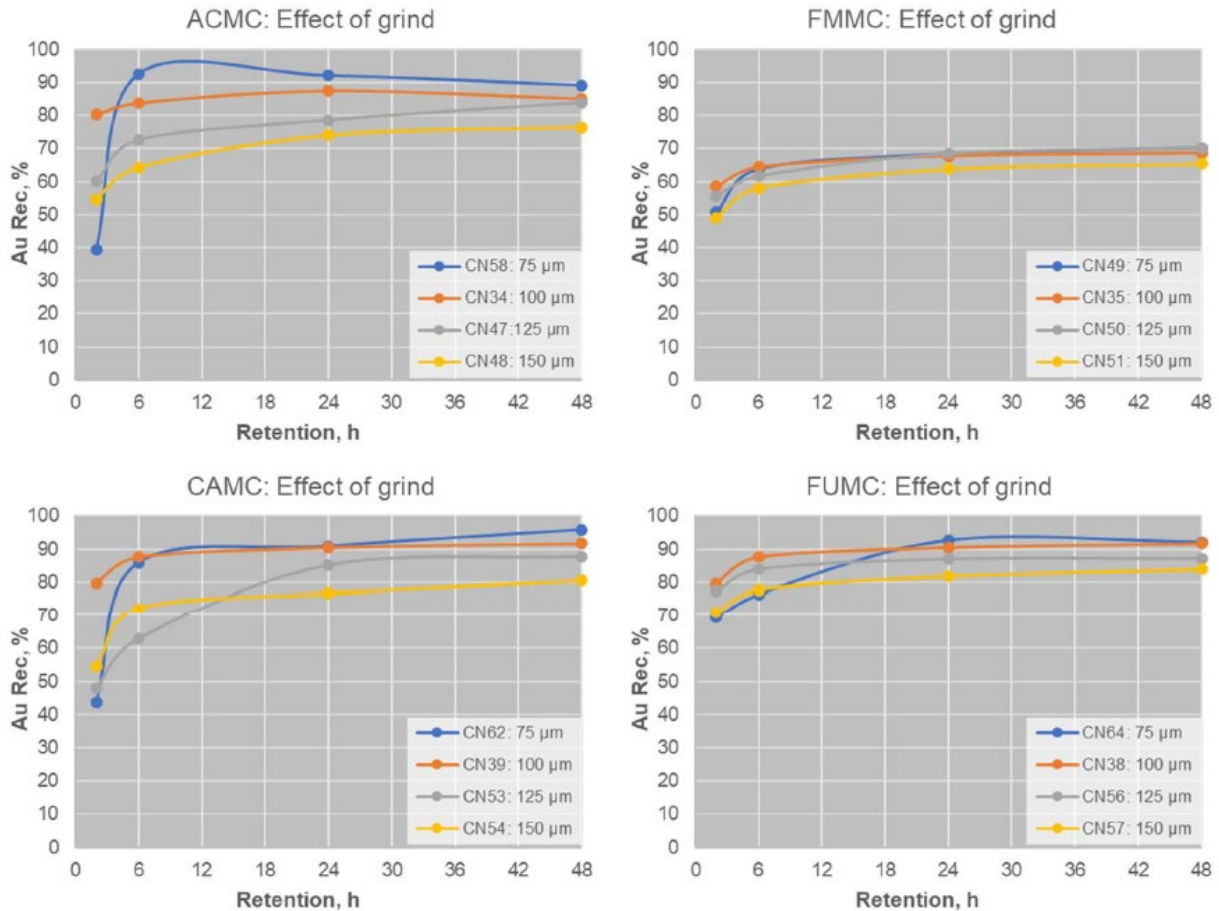 ACMC: Effect of grind
100
90
80
70
60
50
40
30
20
10
0
Au Rec, %
CN58: 75 µm
CN34: 100 µm
CN47:125 µm
CN48: 150 µm
0 6 12 18 24 30 36 42 48
Retention, h
FMMC: Effect of grind
100
90
80
70
60
50
40
30
20
10
0
Au Rec, %
CN49: 75 µm
CN35: 100 µm
CN50: 125 µm
CN51: 150 µm
0 6 12 18 24 30 36 42 48
Retention, h
CAMC: Effect of grind
100
90
80
70
60
50
40
30
20
10
0
Au Rec, %
CN62: 75 µm
CN39: 100 µm
CN53: 125 µm
CN54: 150 µm
0 6 12 18 24 30 36 42 48
Retention, h
FUMC: Effect of grind
100
90
80
70
60
50
40
30
20
10
0
Au Rec, %
CN64: 75 µm
CN38: 100 µm
CN56: 125 µm
CN57: 150 µm
0 6 12 18 24 30 36 42 48
Retention, h